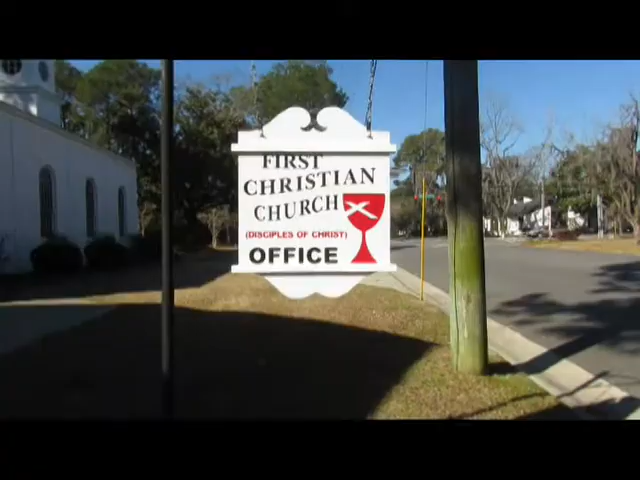 FIRST
CHRISTIAN
CHURCH
(DISCIPLES OF CHRIST)
OFFICE